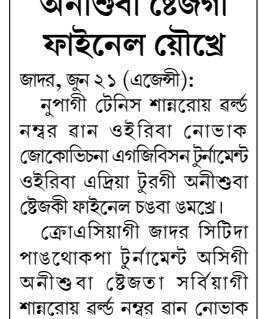 অনীশুবা ষ্টেজগী
ফাইনেল য়ৌখ্রে
জাদর, জুন ২১ (এজেন্সী):
নুপাগী টেনিস শান্নরোয় ৱর্ল্ড
নম্বর ৱান ওইরিবা নোভাক
জোকোভিচনা এগজিবিসন টুর্নামেন্ট
ওইরিবা এদ্রিয়া টুরগী অনীশুবা
ষ্টেজকী ফাইনেল চঙবা ঙমখ্রে।
ক্রোএসিয়াগী জাদর সিটিদা
পাঙথোকপা টুর্নামেন্ট অসিগী
অনীশুবা ষ্টেজতা সর্বিয়াগী
শান্নরোয় ৱর্ল্ড নম্বর ৱান নোভাক